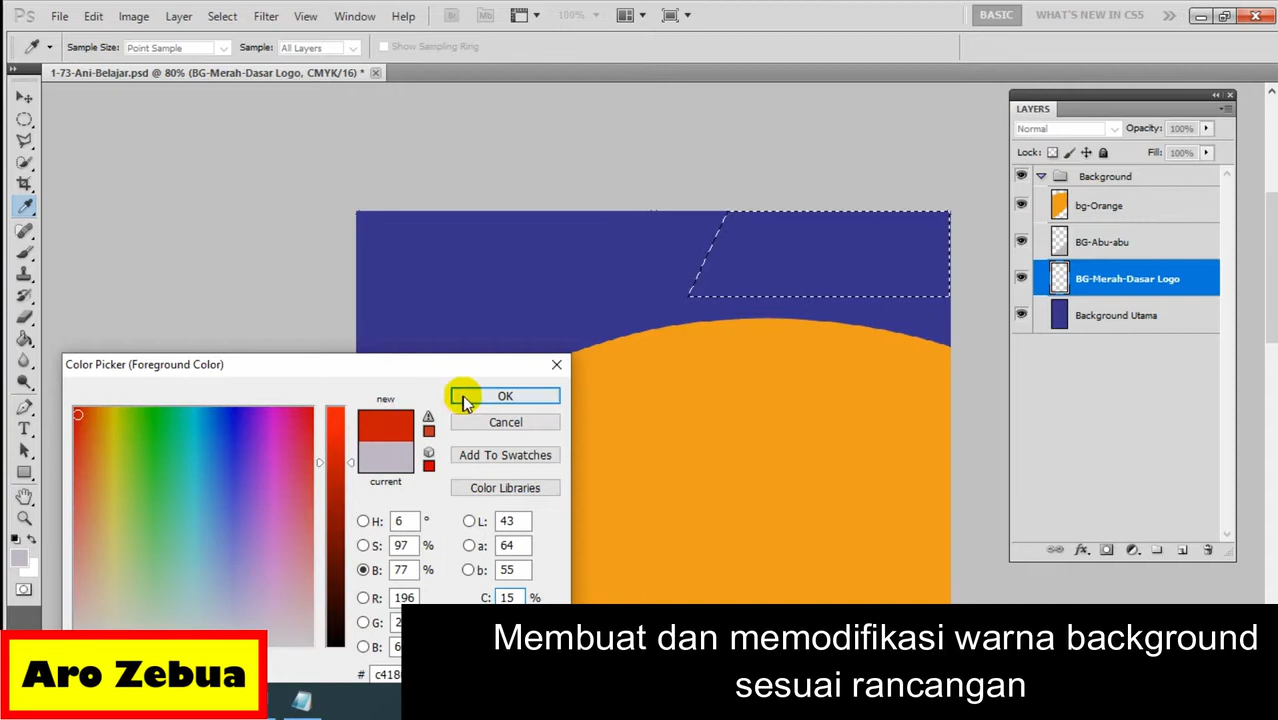 Ps File Edit Image Layer Select Filter View Window Help Br Mb 100% BASIC WHAT'S NEW IN CS5
Sample Size: Point Sample Sample: All Layers Show Sampling Ring
1-73-Ani-Belajar.psd @ 80% (BG-Merah-Dasar Logo, CMYK/16) *
LAYERS
Normal Opacity: 100%
Lock: Fill: 100%
Background
bg-Orange
BG-Abu-abu
BG-Merah-Dasar Logo
Background Utama
Color Picker (Foreground Color)
new
OK
Cancel
Add To Swatches
current
Color Libraries
H: 6 ° L: 43
S: 97 % a: 64
B: 77 % b: 55
R: 196 C: 15 %
G: 2
B: 6
# c418
Membuat dan memodifikasi warna background
sesuai rancangan
Aro Zebua